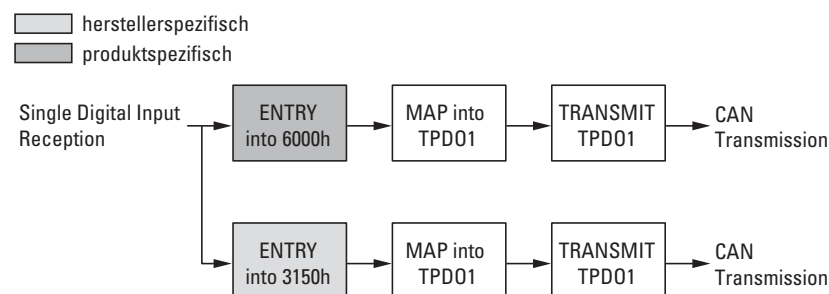 herstellerspezifisch
produktspezifisch
Single Digital Input
Reception
ENTRY
into 6000h
MAP into
TPDO1
TRANSMIT
TPDO1
CAN
Transmission
ENTRY
into 3150h
MAP into
TPDO1
TRANSMIT
TPDO1
CAN
Transmission